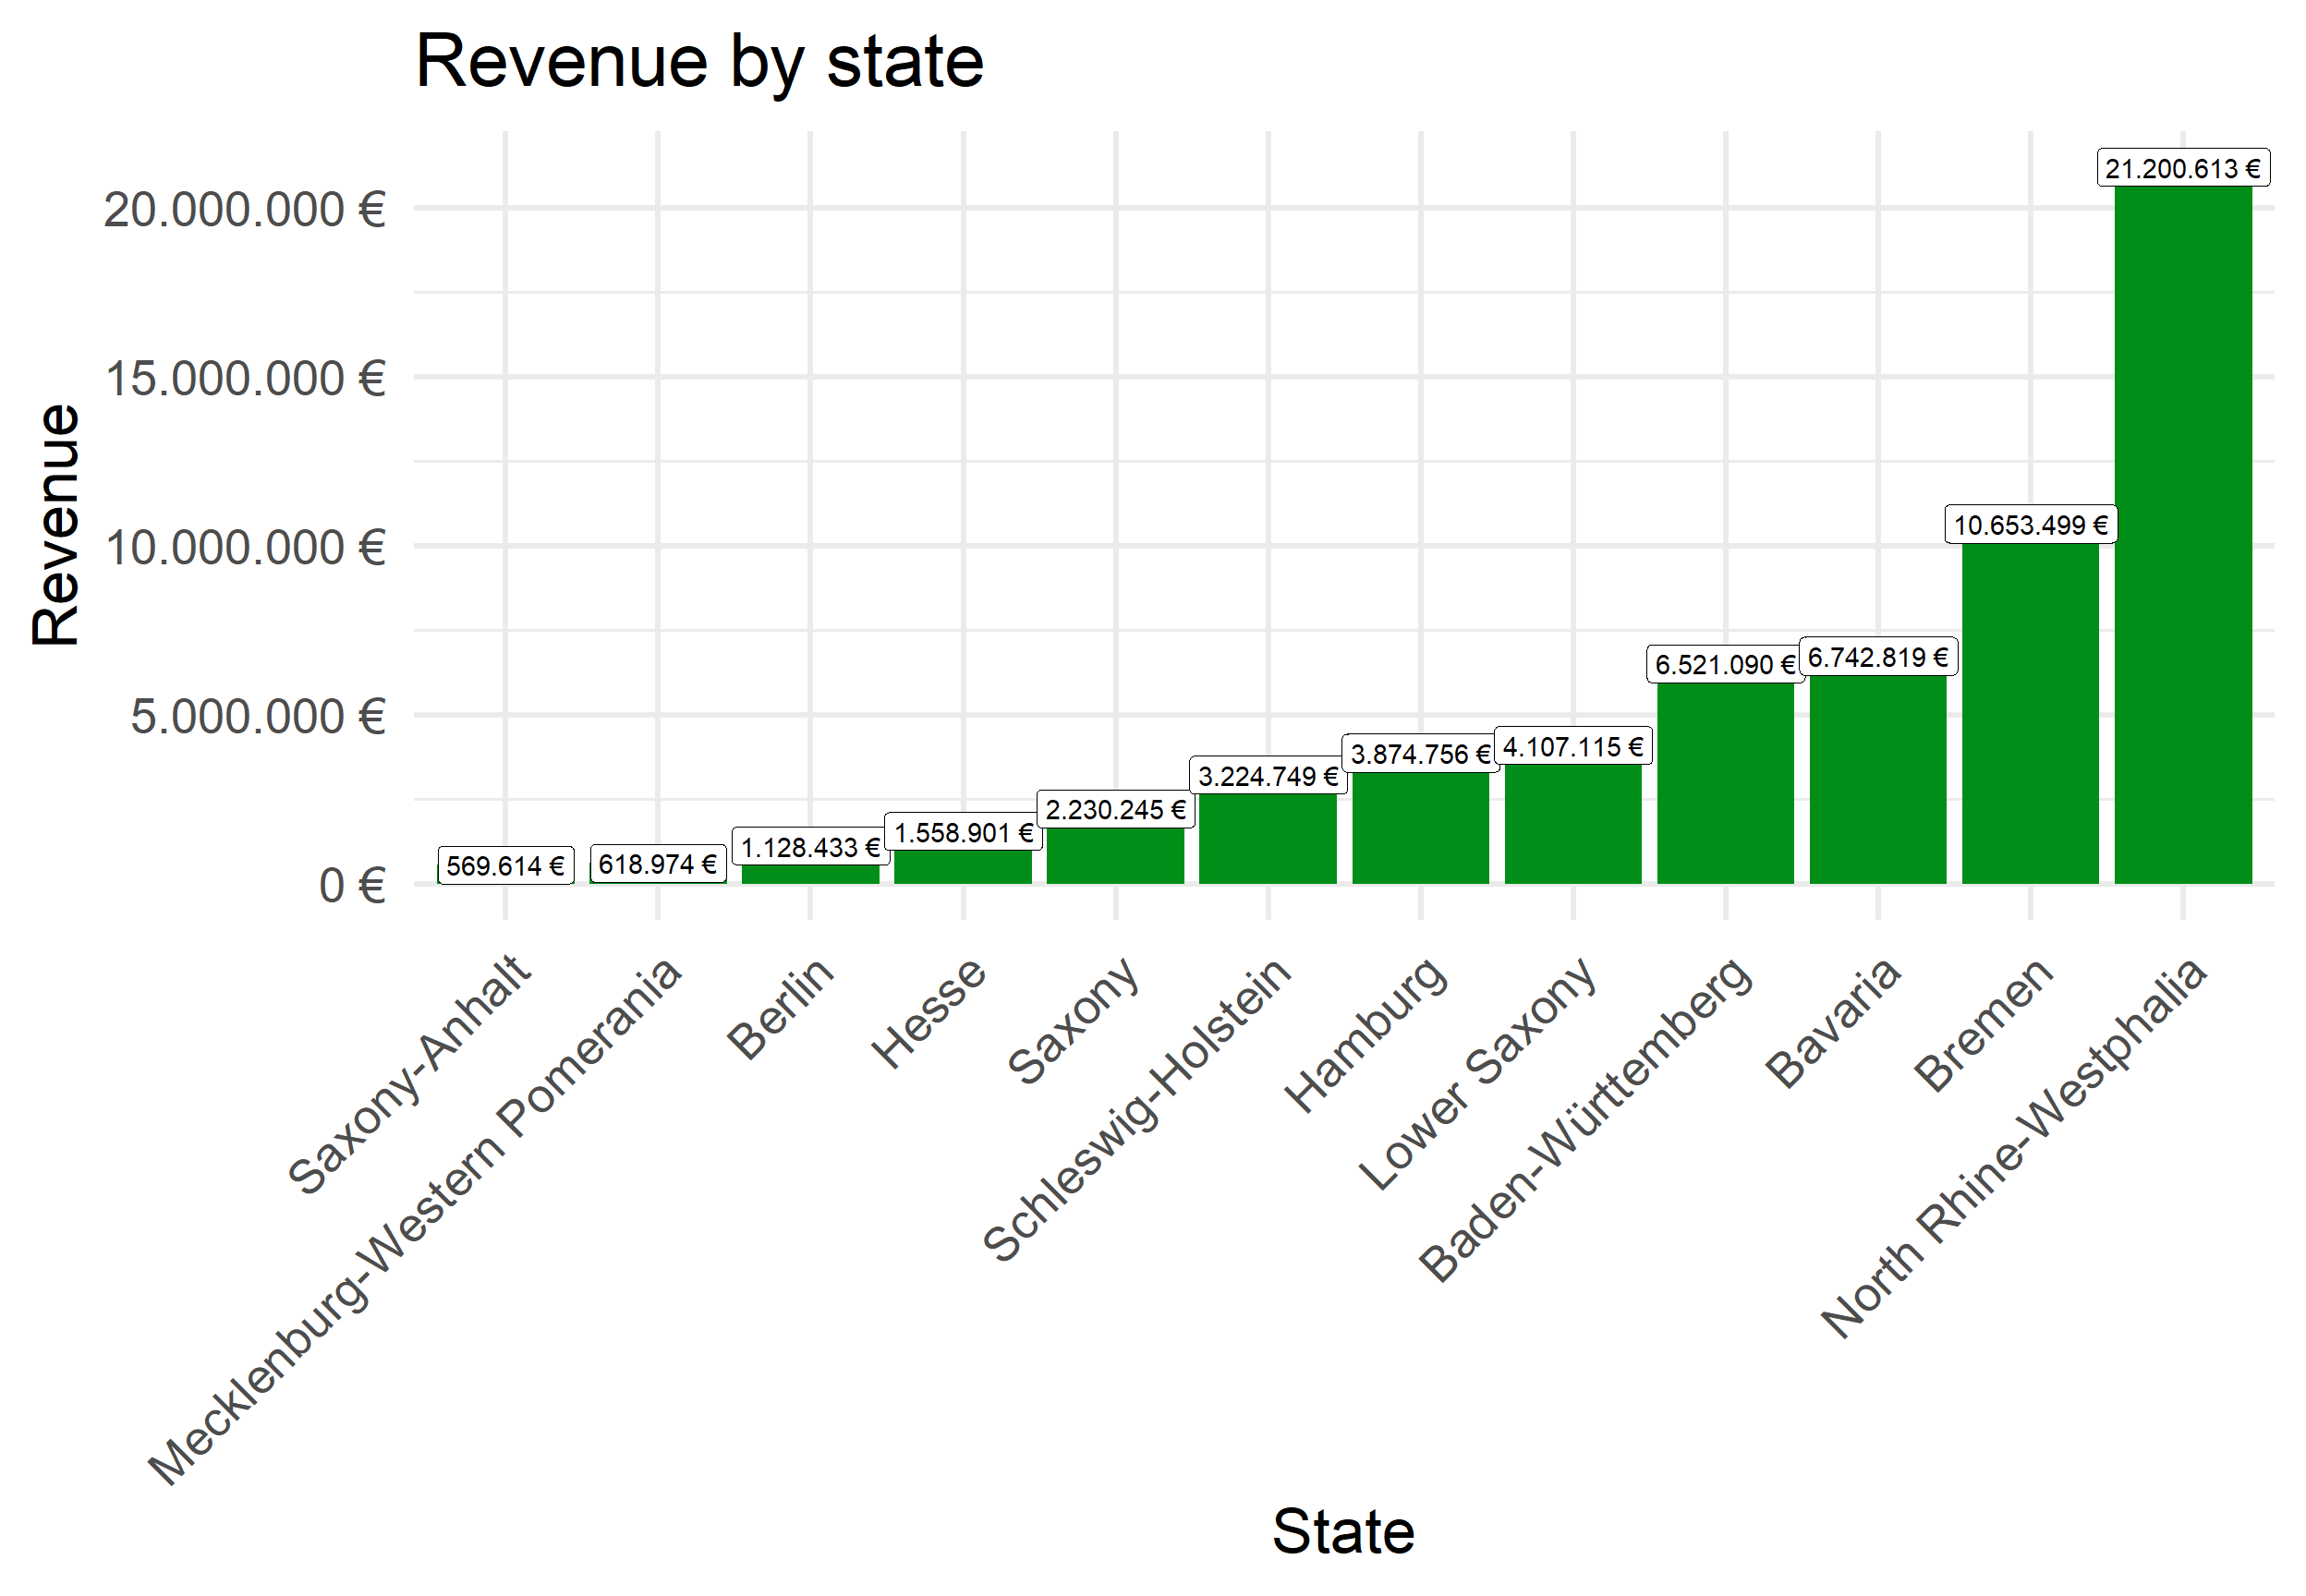 Revenue by state
Revenue
20.000.000 €
15.000.000 €
10.000.000 €
5.000.000 €
0 €
569.614 €
618.974 €
1.128.433 €
1.558.901 €
2.230.245 €
3.224.749 €
3.874.756 €
4.107.115 €
6.521.090 €
6.742.819 €
10.653.499 €
21.200.613 €
Saxony-Anhalt
Mecklenburg-Western Pomerania
Berlin
Hesse
Saxony
Schleswig-Holstein
Hamburg
Lower Saxony
Baden-Württemberg
Bavaria
Bremen
North Rhine-Westphalia
State